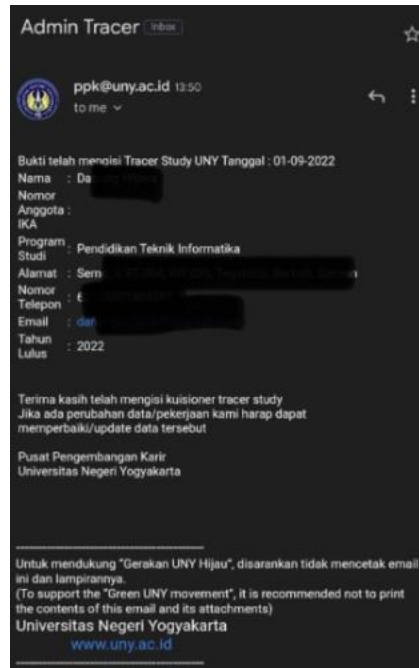 Admin Tracer Inbox
ppk@uny.ac.id 13:50
to me
Bukti telah mengisi Tracer Study UNY Tanggal : 01-09-2022
Nama : Da
Nomor
Anggota :
IKA
Program
Studi : Pendidikan Teknik Informatika
Alamat : Sem
Nomor
Telepon : 6
Email : dar
Tahun
Lulus : 2022
Terima kasih telah mengisi kuisioner tracer study
Jika ada perubahan data/pekerjaan kami harap dapat
memperbaiki/update data tersebut
Pusat Pengembangan Karir
Universitas Negeri Yogyakarta
Untuk mendukung "Gerakan UNY Hijau", disarankan tidak mencetak email
ini dan lampirannya.
(To support the "Green UNY movement", it is recommended not to print
the contents of this email and its attachments)
Universitas Negeri Yogyakarta
www.uny.ac.id